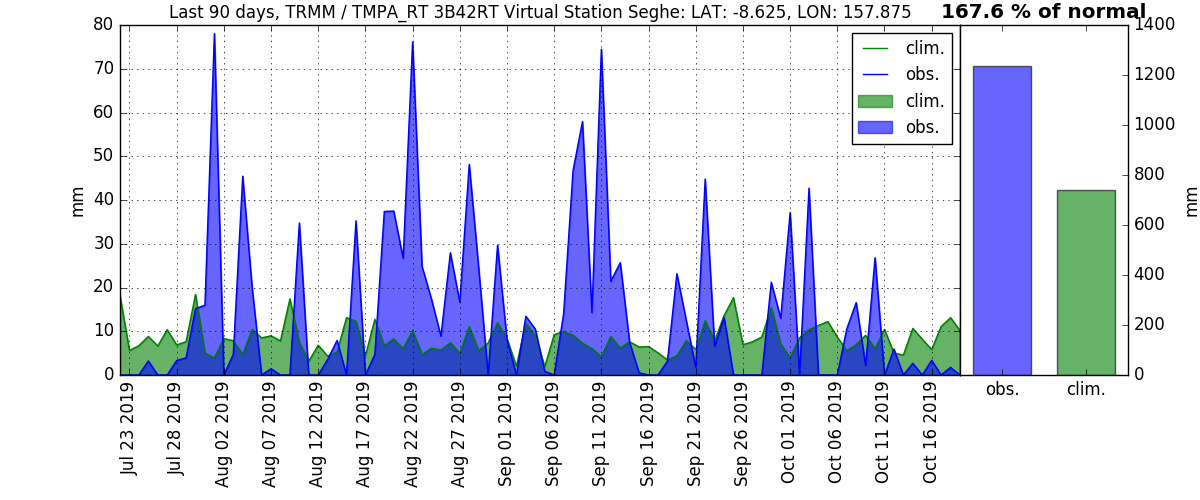 Last 90 days, TRMM / TMPA_RT 3B42RT Virtual Station Seghe: LAT: -8.625, LON: 157.875
167.6 % of normal
80
70
60
50
40
30
20
10
0
mm
clim.
obs.
clim.
obs.
1400
1200
1000
800
600
400
200
0
mm
Jul 23 2019
Jul 28 2019
Aug 02 2019
Aug 07 2019
Aug 12 2019
Aug 17 2019
Aug 22 2019
Aug 27 2019
Sep 01 2019
Sep 06 2019
Sep 11 2019
Sep 16 2019
Sep 21 2019
Sep 26 2019
Oct 01 2019
Oct 06 2019
Oct 11 2019
Oct 16 2019
obs.
clim.